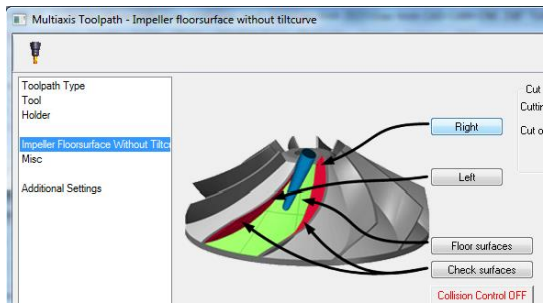 Multiaxis Toolpath - Impeller floorsurface without tiltcurve
Toolpath Type
Tool
Holder
Impeller Floorsurface Without Tiltc
Misc
Additional Settings
Cut
Cuttin
Cut o
Right
Left
Floor surfaces
Check surfaces
Collision Control OFF